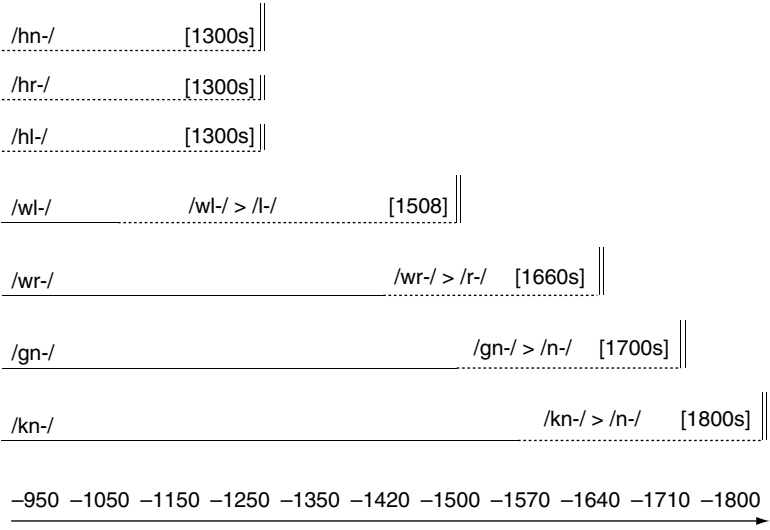 /hn-/ [1300s]
/hr-/ [1300s]
/hl-/ [1300s]
/wl-/ /wl-/ > /l-/ [1508]
/wr-/ /wr-/ > /r-/ [1660s]
/gn-/ /gn-/ > /n-/ [1700s]
/kn-/ /kn-/ > /n-/ [1800s]
–950 –1050 –1150 –1250 –1350 –1420 –1500 –1570 –1640 –1710 –1800